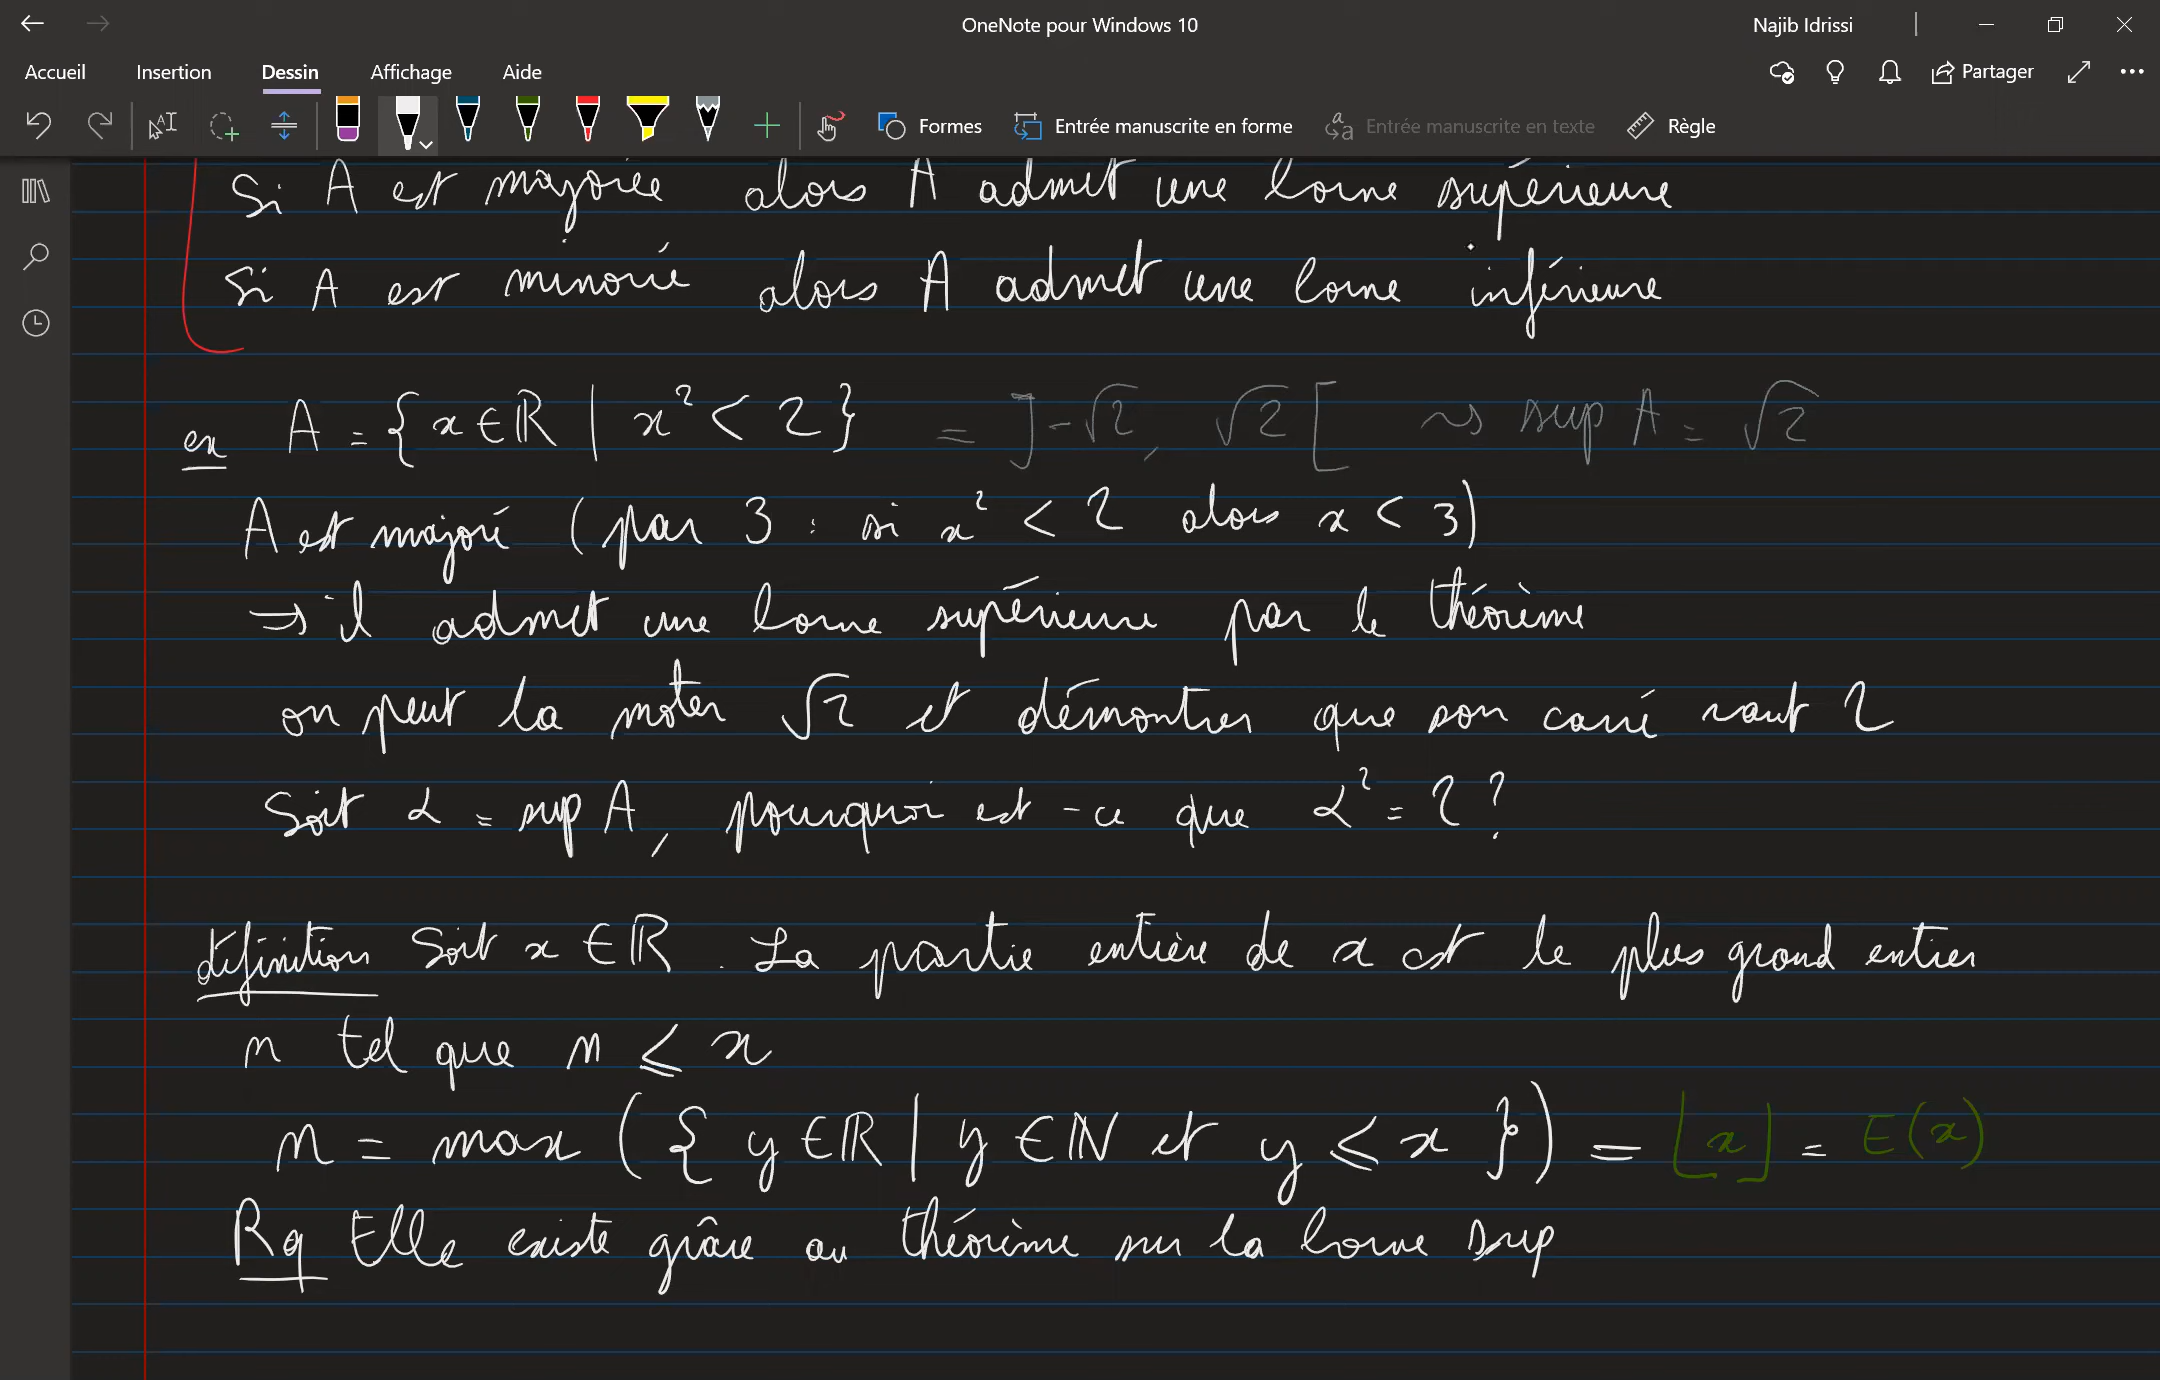 OneNote pour Windows 10
Najib Idrissi
Accueil Insertion Dessin Affichage Aide
Partager
Formes Entrée manuscrite en forme Entrée manuscrite en texte Règle
Si A est majorée alors A admet une borne supérieure
Si A est minorée alors A admet une borne inférieure
ex A = {x ∈ ℝ | x² < 2} = ]-√2, √2[ ⇝ sup A = √2
A est majoré (par 3 : si x² < 2 alors x < 3)
→ il admet une borne supérieure par le théorème
on peut la noter √2 et démontrer que son carré vaut 2
Soit α = sup A, pourquoi est-ce que α² = 2 ?
définition Soit x ∈ ℝ. La partie entière de x est le plus grand entier
n tel que n ⩽ x
n = max ({ y ∈ ℝ | y ∈ ℕ et y ⩽ x }) = ⌊x⌋ = E(x)
Rq Elle existe grâce au théorème sur la borne sup